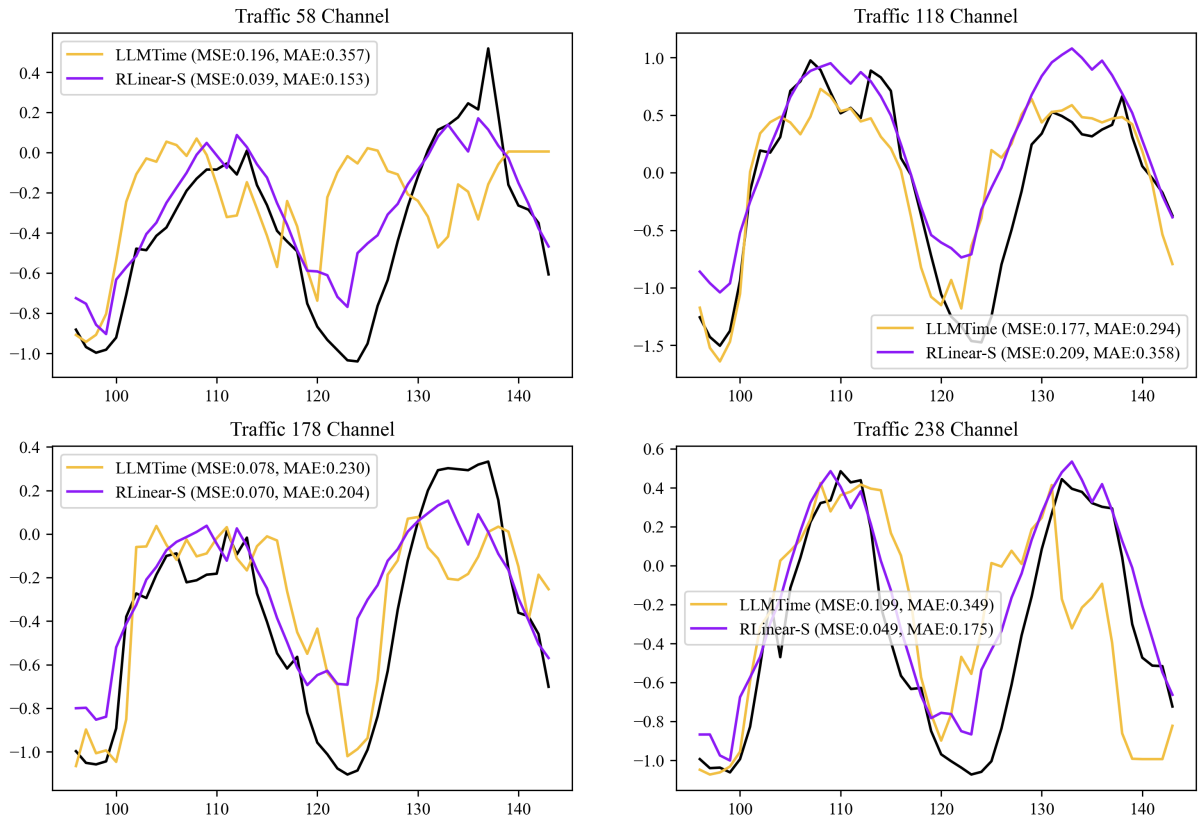 Traffic 58 Channel
LLMTime (MSE:0.196, MAE:0.357)
RLinear-S (MSE:0.039, MAE:0.153)
0.4
0.2
0.0
−0.2
−0.4
−0.6
−0.8
−1.0
100 110 120 130 140
Traffic 118 Channel
1.0
0.5
0.0
−0.5
−1.0
−1.5
LLMTime (MSE:0.177, MAE:0.294)
RLinear-S (MSE:0.209, MAE:0.358)
100 110 120 130 140
Traffic 178 Channel
LLMTime (MSE:0.078, MAE:0.230)
RLinear-S (MSE:0.070, MAE:0.204)
0.4
0.2
0.0
−0.2
−0.4
−0.6
−0.8
−1.0
100 110 120 130 140
Traffic 238 Channel
0.6
0.4
0.2
0.0
−0.2
−0.4
−0.6
−0.8
−1.0
LLMTime (MSE:0.199, MAE:0.349)
RLinear-S (MSE:0.049, MAE:0.175)
100 110 120 130 140